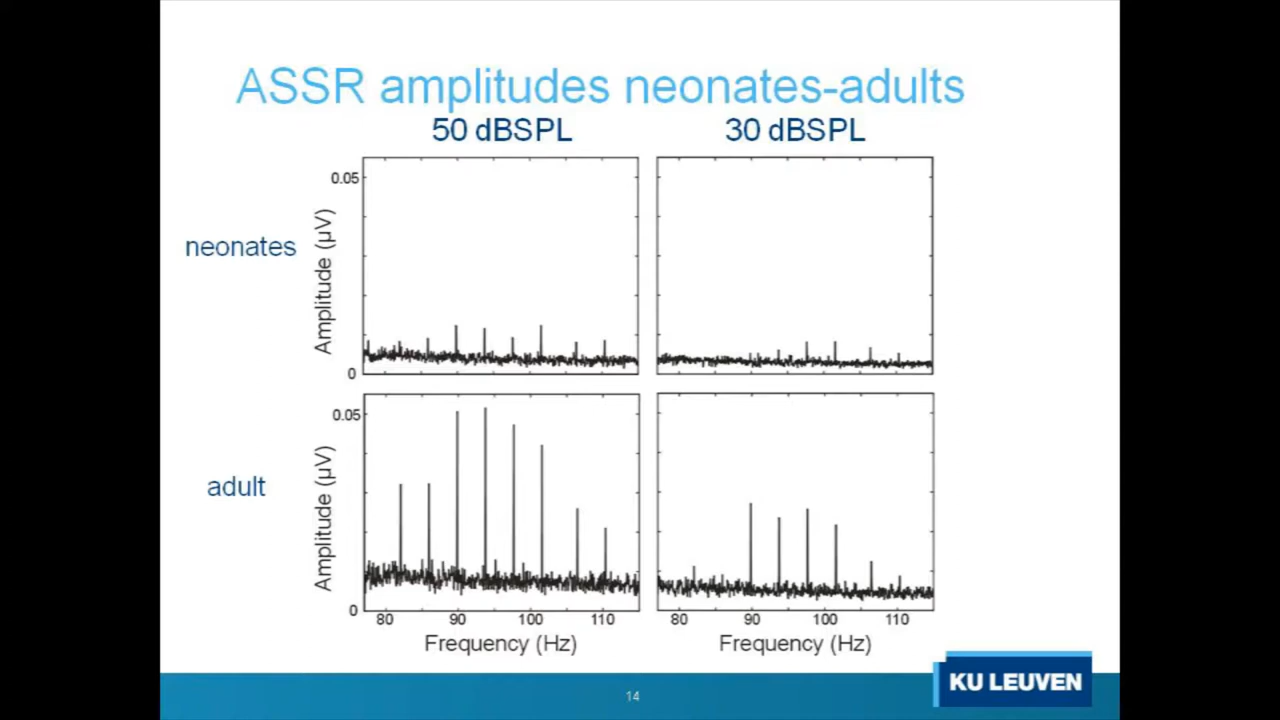 ASSR amplitudes neonates-adults
50 dBSPL
30 dBSPL
neonates
Amplitude (µV)
0.05
0
adult
Amplitude (µV)
0.05
0
80 90 100 110
80 90 100 110
Frequency (Hz)
Frequency (Hz)
14
KU LEUVEN